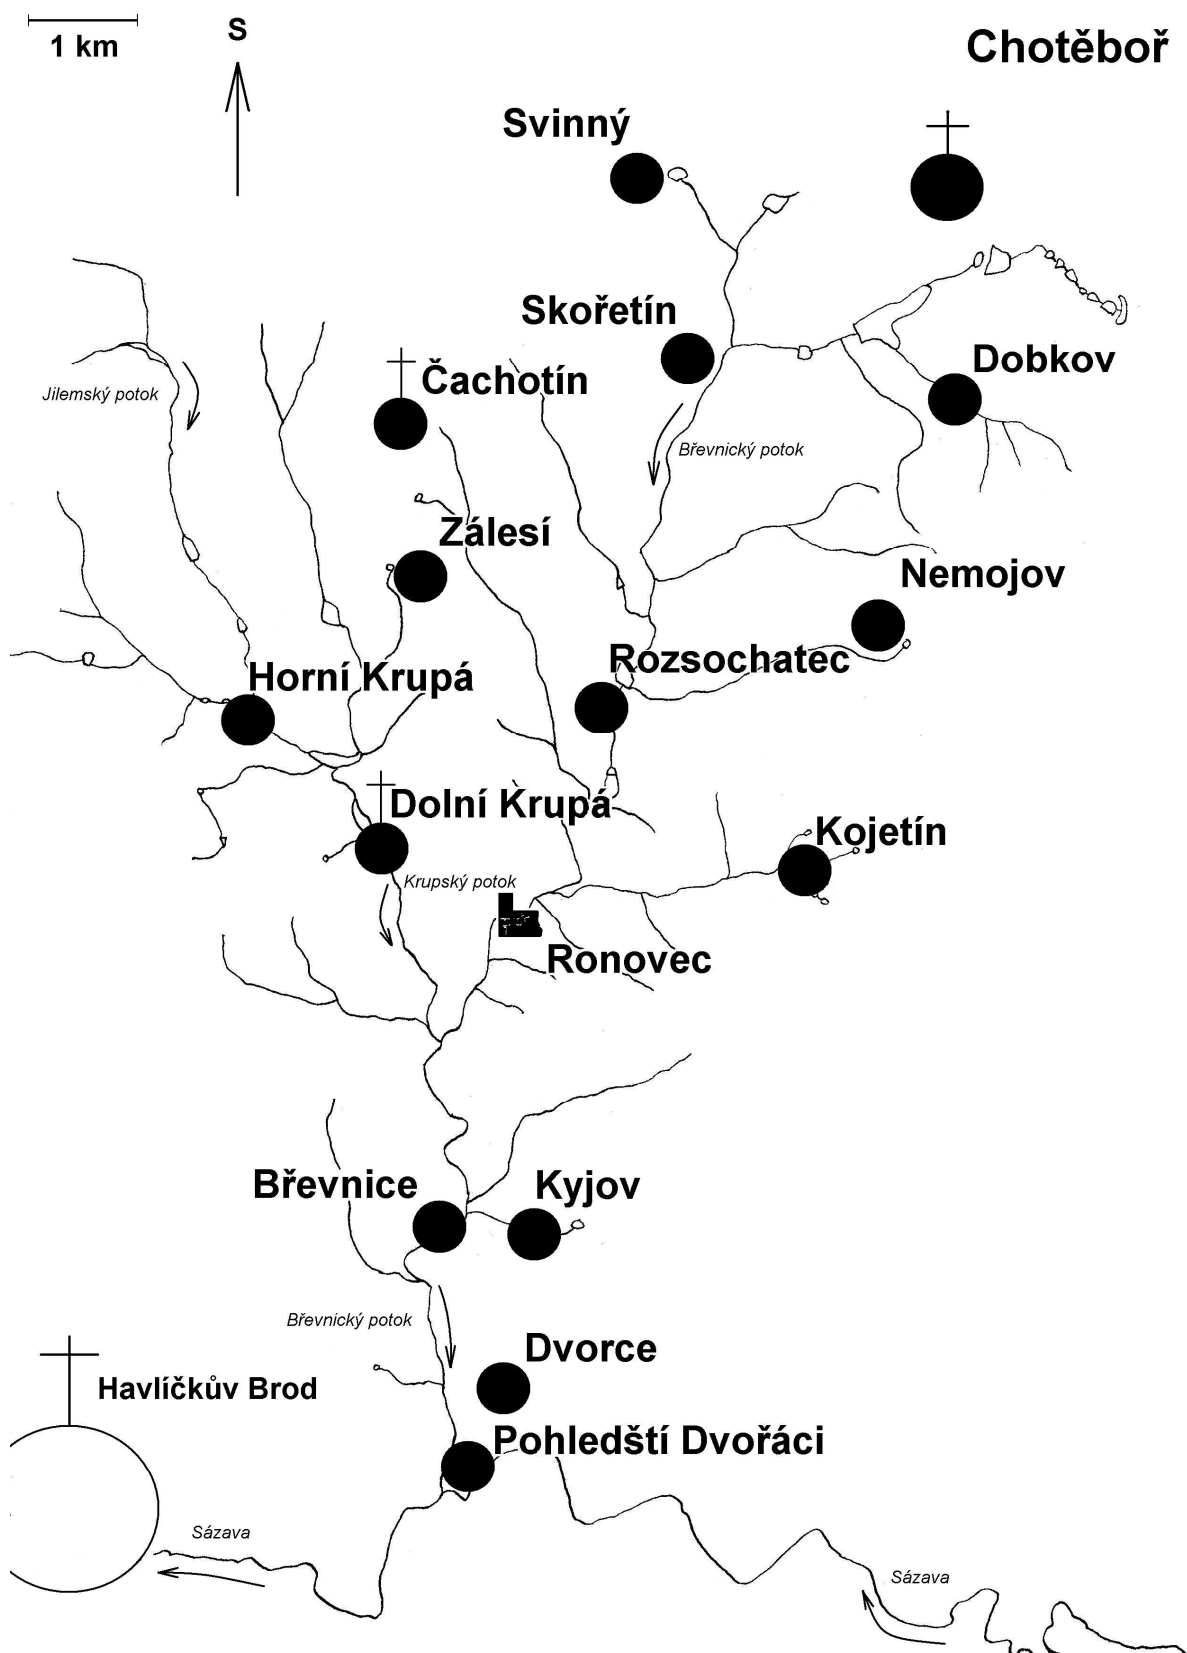 1 km
S
Chotěboř
Svinný
Skořetín
Dobkov
Čachotín
Jilemský potok
Břevnický potok
Zálesí
Nemojov
Rozsochatec
Horní Krupá
Dolní Krupá
Kojetín
Krupský potok
Ronovec
Břevnice
Kyjov
Břevnický potok
Dvorce
Havlíčkův Brod
Pohledští Dvořáci
Sázava
Sázava